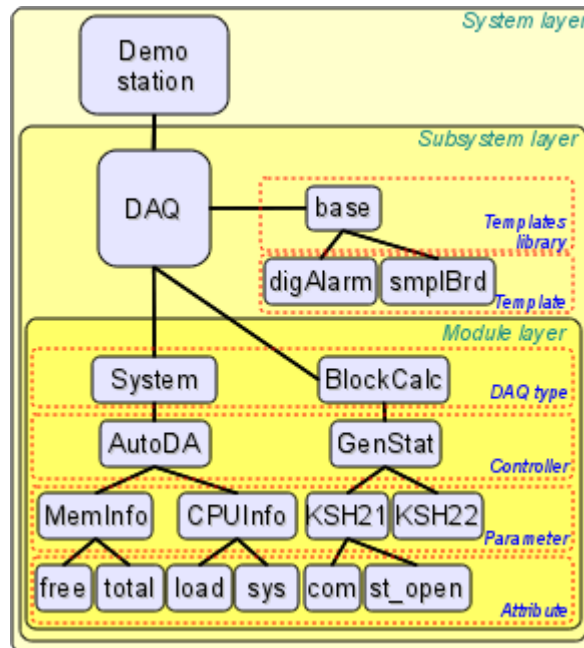 System layer
Demo
station
Subsystem layer
DAQ
base
Templates
library
digAlarm
smplBrd
Template
Module layer
System
BlockCalc
DAQ type
AutoDA
GenStat
Controller
MemInfo
CPUInfo
KSH21
KSH22
Parameter
free
total
load
sys
com
st_open
Attribute